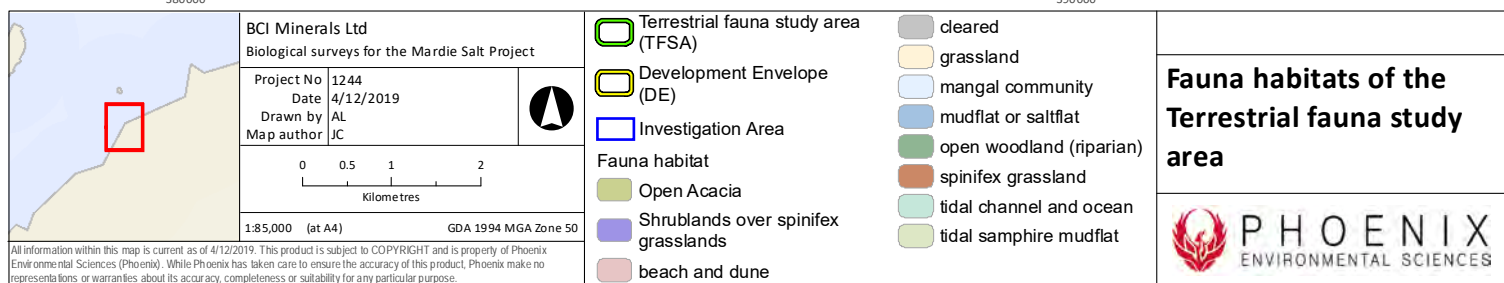 380000
390000
BCI Minerals Ltd
Biological surveys for the Mardie Salt Project
Project No 1244
Date 4/12/2019
Drawn by AL
Map author JC
0 0.5 1 2
Kilometres
1:85,000 (at A4) GDA 1994 MGA Zone 50
All information within this map is current as of 4/12/2019. This product is subject to COPYRIGHT and is property of Phoenix
Environmental Sciences (Phoenix). While Phoenix has taken care to ensure the accuracy of this product, Phoenix make no
representations or warranties about its accuracy, completeness or suitability for any particular purpose.
Terrestrial fauna study area
(TFSA)
Development Envelope
(DE)
Investigation Area
Fauna habitat
Open Acacia
Shrublands over spinifex
grasslands
beach and dune
cleared
grassland
mangal community
mudflat or saltflat
open woodland (riparian)
spinifex grassland
tidal channel and ocean
tidal samphire mudflat
Fauna habitats of the
Terrestrial fauna study
area
PHOENIX
ENVIRONMENTAL SCIENCES